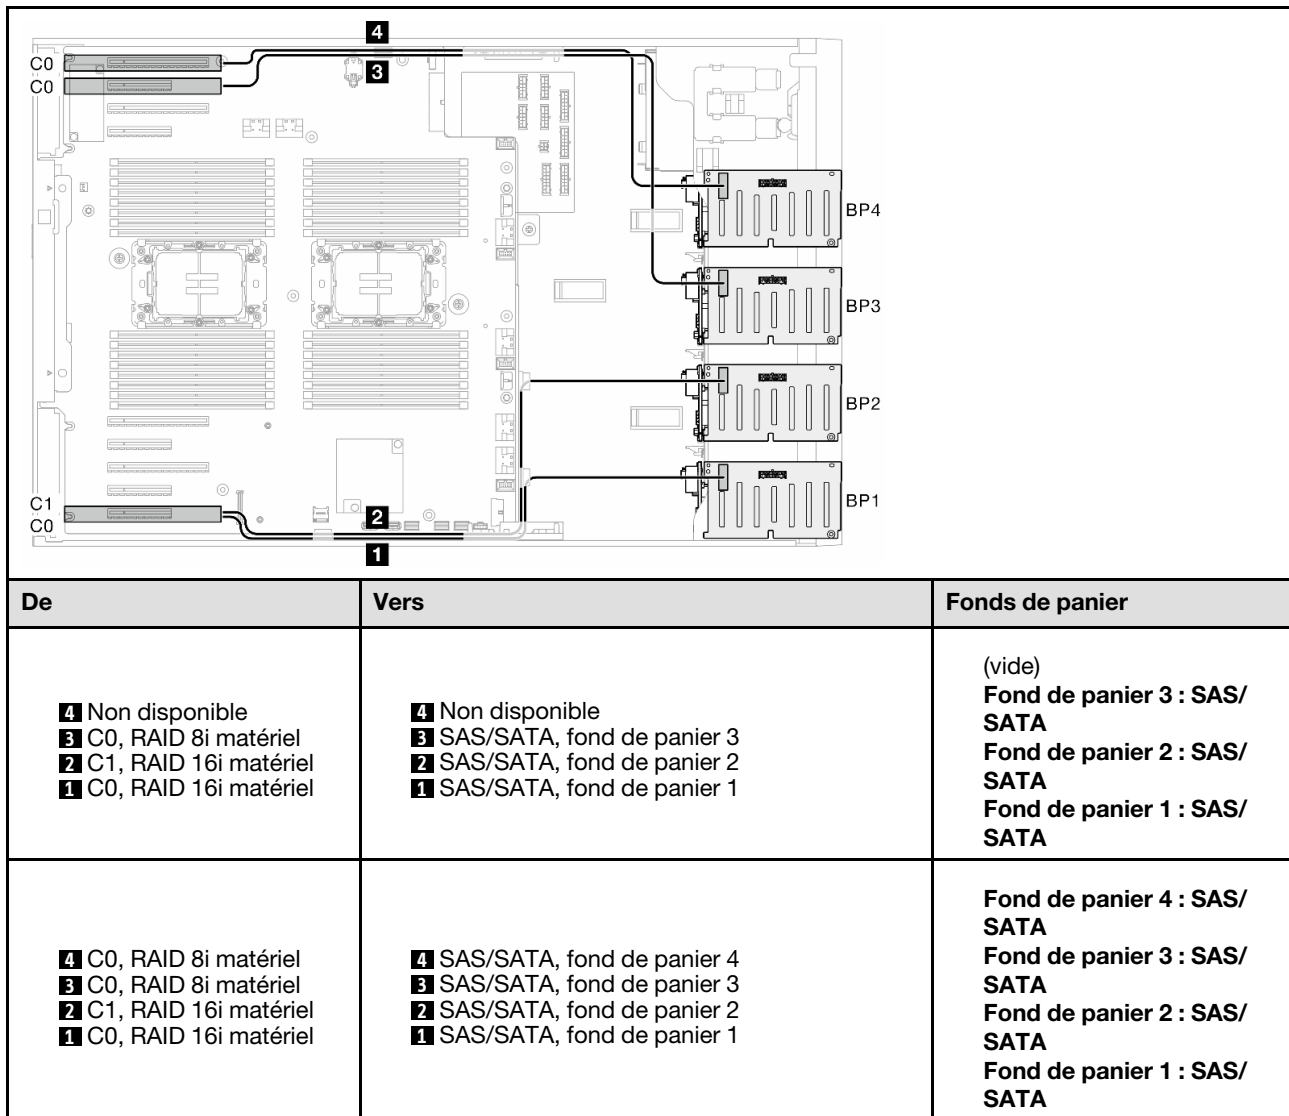 4
C0
3
C0
BP4
BP3
BP2
C1
BP1
2
C0
1
De
Vers
Fonds de panier
4 Non disponible
3 C0, RAID 8i matériel
2 C1, RAID 16i matériel
1 C0, RAID 16i matériel
4 Non disponible
3 SAS/SATA, fond de panier 3
2 SAS/SATA, fond de panier 2
1 SAS/SATA, fond de panier 1
(vide)
Fond de panier 3 : SAS/
SATA
Fond de panier 2 : SAS/
SATA
Fond de panier 1 : SAS/
SATA
4 C0, RAID 8i matériel
3 C0, RAID 8i matériel
2 C1, RAID 16i matériel
1 C0, RAID 16i matériel
4 SAS/SATA, fond de panier 4
3 SAS/SATA, fond de panier 3
2 SAS/SATA, fond de panier 2
1 SAS/SATA, fond de panier 1
Fond de panier 4 : SAS/
SATA
Fond de panier 3 : SAS/
SATA
Fond de panier 2 : SAS/
SATA
Fond de panier 1 : SAS/
SATA